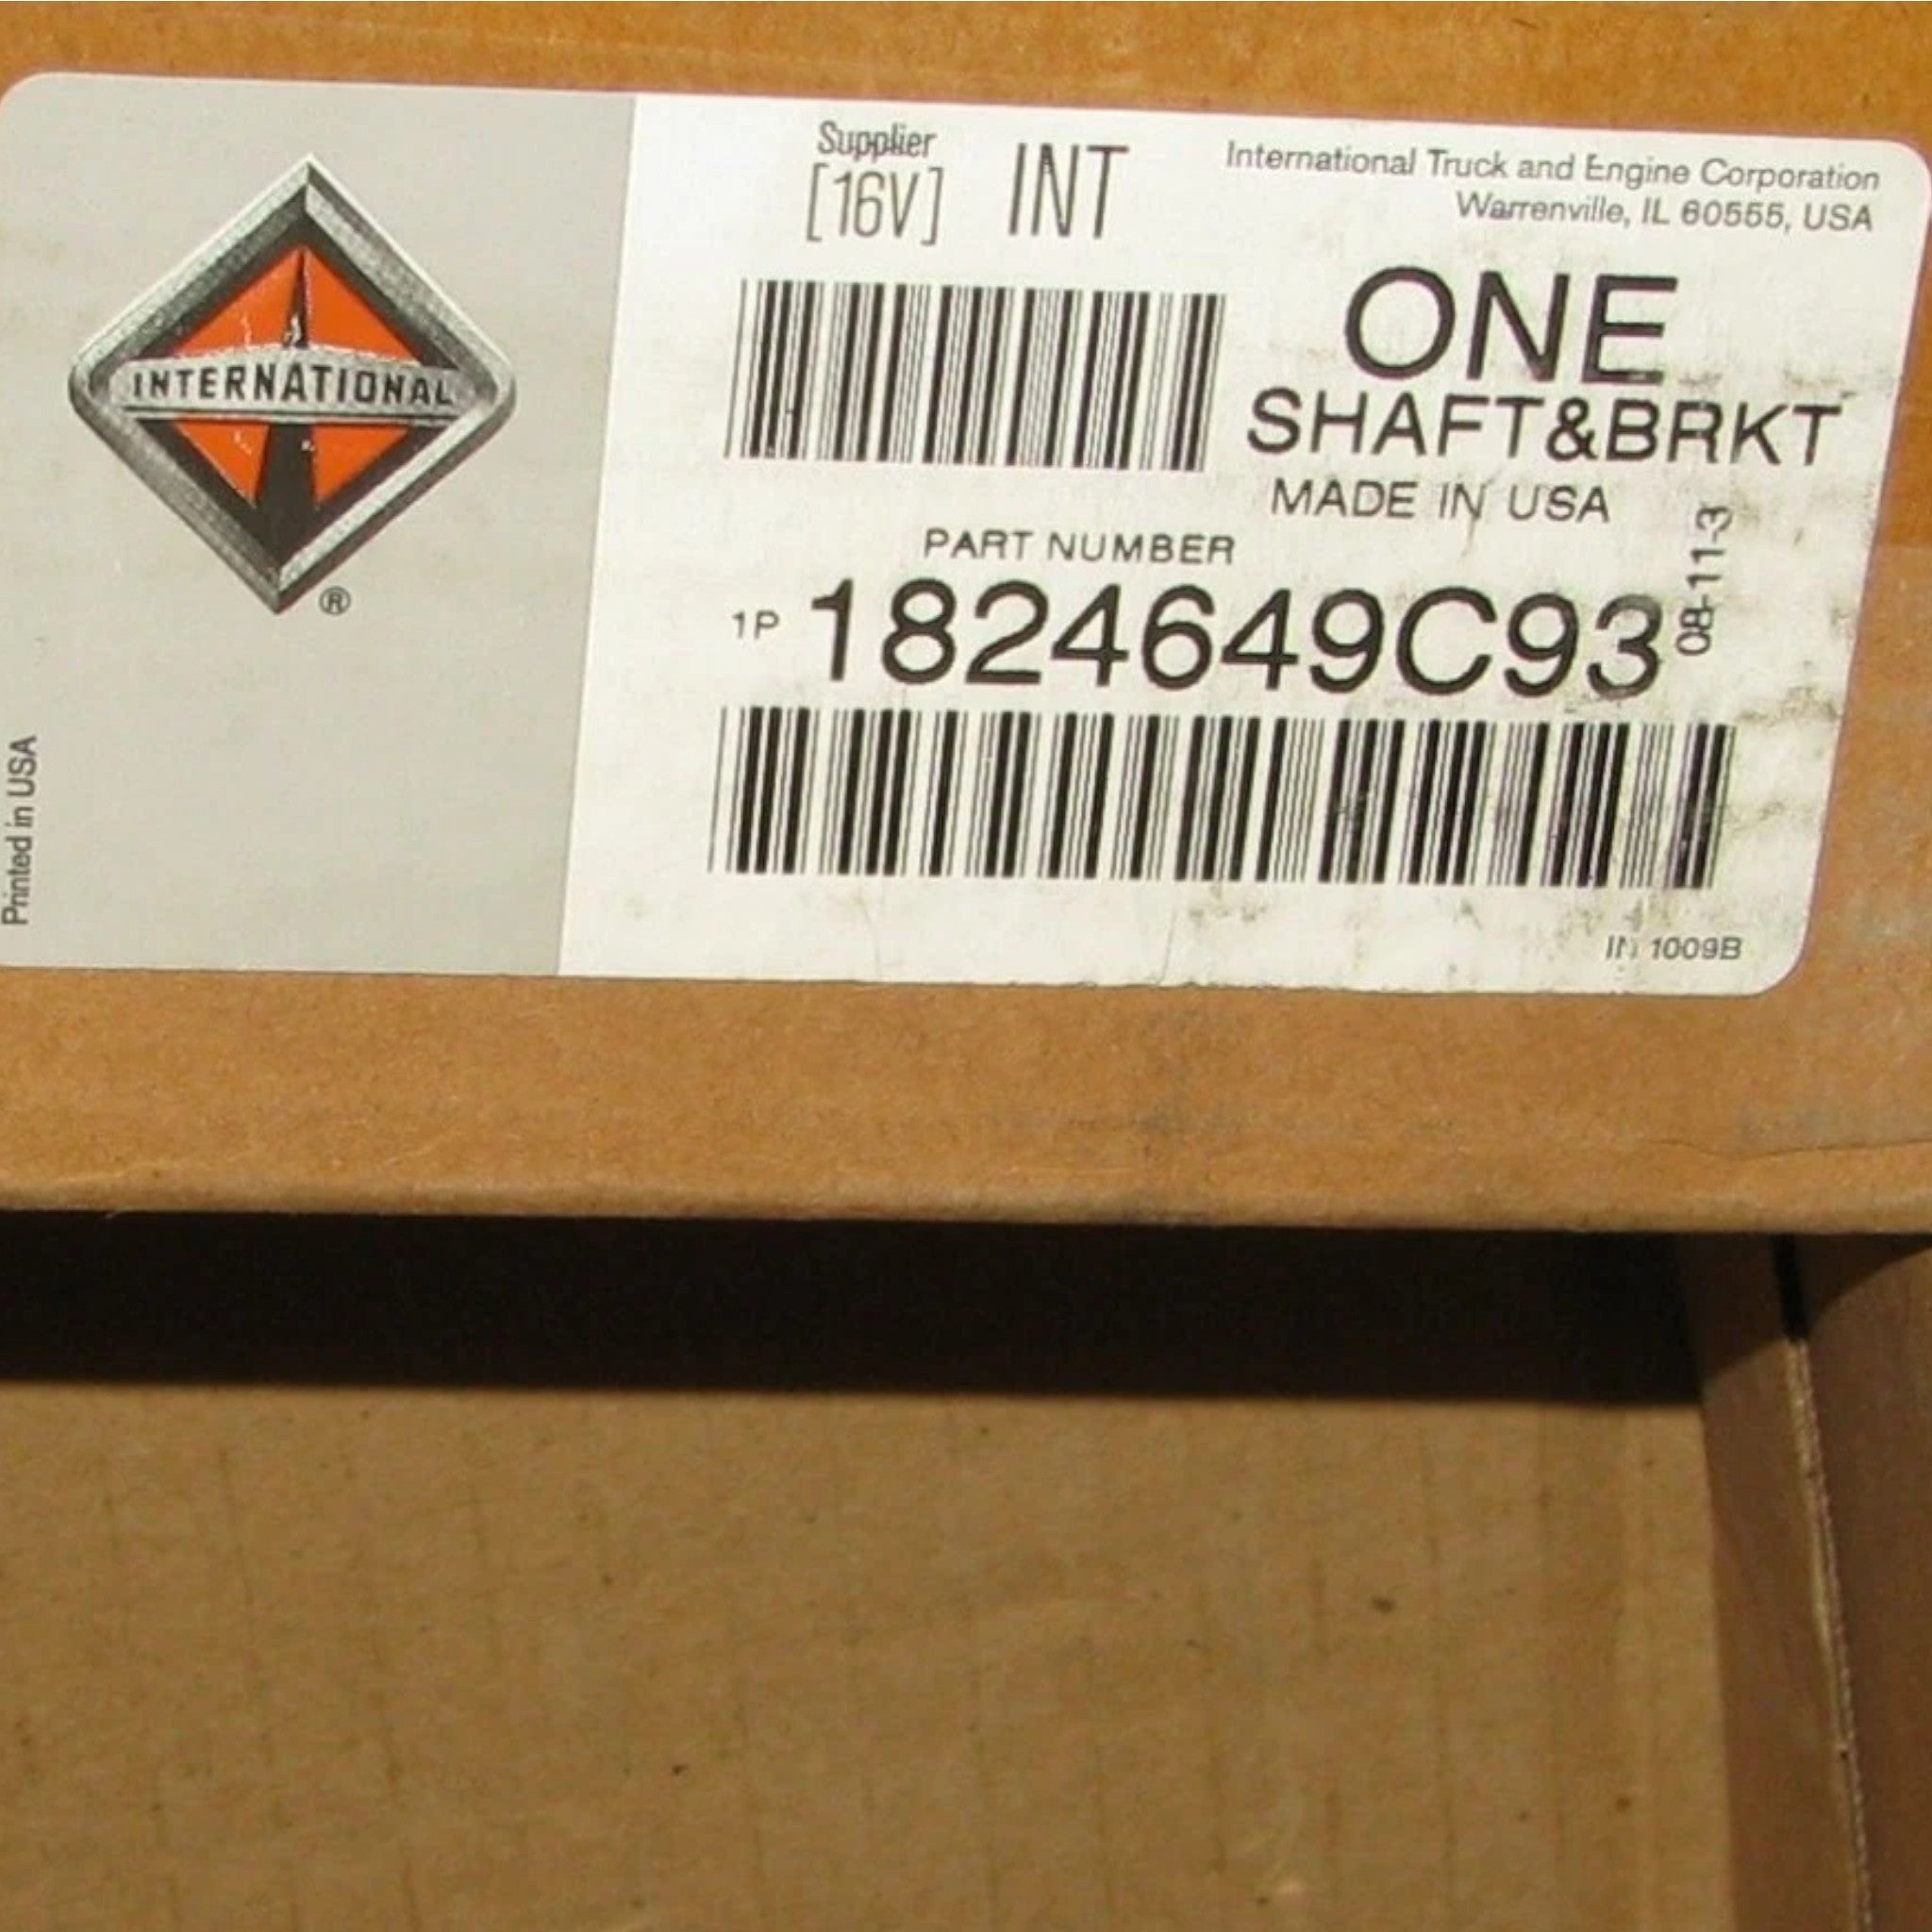 INTERNATIONAL
®
Printed in USA
Supplier
[16V] INT
International Truck and Engine Corporation
Warrenville, IL 60555, USA
ONE
SHAFT&BRKT
MADE IN USA
PART NUMBER
1P 1824649C93
08-11-3
1009B